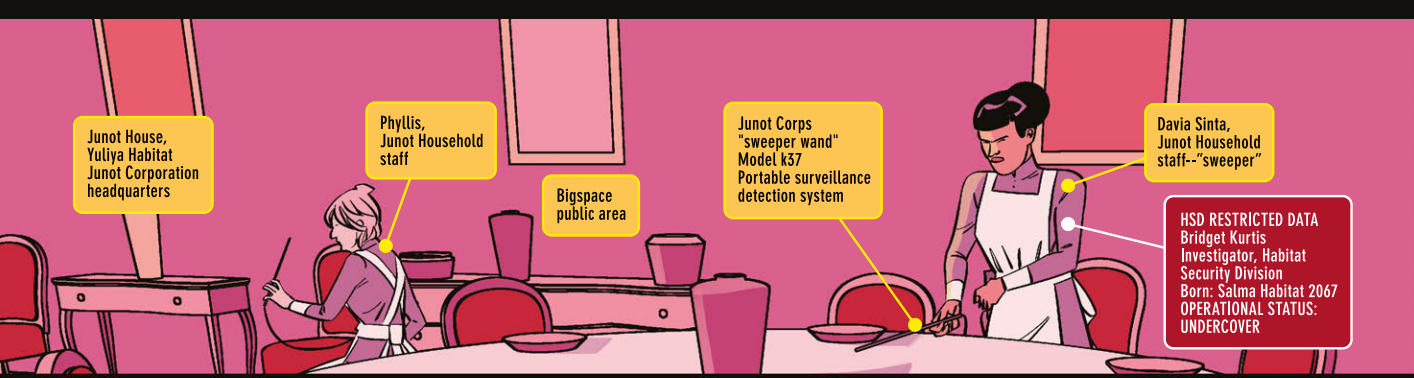 Junot House,
Yuliya Habitat
Junot Corporation
headquarters
Phyllis,
Junot Household
staff
Bigspace
public area
Junot Corps
"sweeper wand"
Model k37
Portable surveillance
detection system
Davia Sinta,
Junot Household
staff--"sweeper"
HSD RESTRICTED DATA
Bridget Kurtis
Investigator, Habitat
Security Division
Born: Salma Habitat 2067
OPERATIONAL STATUS:
UNDERCOVER